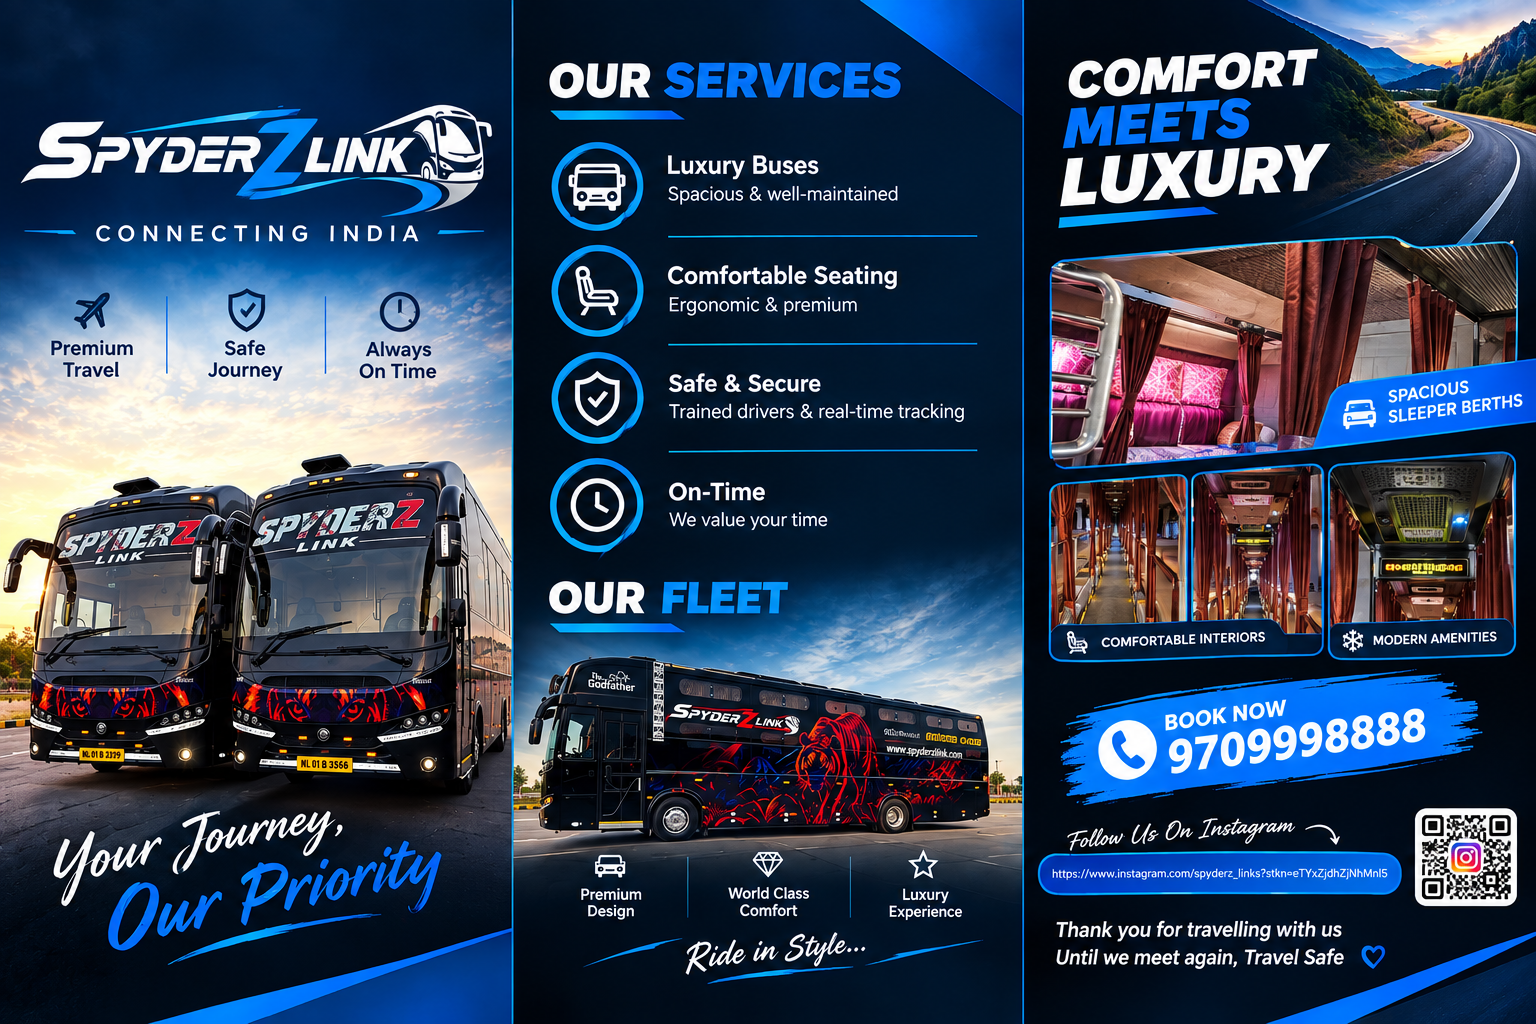 SPYDERZLINK
CONNECTING INDIA
Premium
Travel
Safe
Journey
Always
On Time
SPYDERZ
LINK
SPYDERZ
LINK
NL 01 B 3329
NL 01 B 3566
Your Journey,
Our Priority
OUR SERVICES
Luxury Buses
Spacious & well-maintained
Comfortable Seating
Ergonomic & premium
Safe & Secure
Trained drivers & real-time tracking
On-Time
We value your time
OUR FLEET
The
Godfather
SPYDERZLINK
www.spyderzlink.com
Premium
Design
World Class
Comfort
Luxury
Experience
Ride in Style...
COMFORT
MEETS
LUXURY
SPACIOUS
SLEEPER BERTHS
COMFORTABLE INTERIORS
MODERN AMENITIES
BOOK NOW
9709998888
Follow Us On Instagram
https://www.instagram.com/spyderz_links?stkn=eTYxZjdhZjNhMnl5
Thank you for travelling with us
Until we meet again, Travel Safe